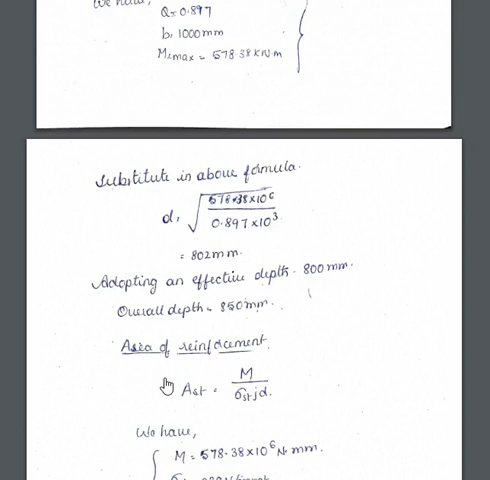 We have,
Q = 0.897
b = 1000mm
Mmax = 578.38 kN.m
Substitute in above formula.
d = √(578.38×10⁶ / 0.897×10³)
= 802mm.
Adopting an effective depth = 800mm.
Overall depth = 850mm.
Area of reinforcement
Ast = M / σst jd.
We have,
M = 578.38×10⁶ N.mm.